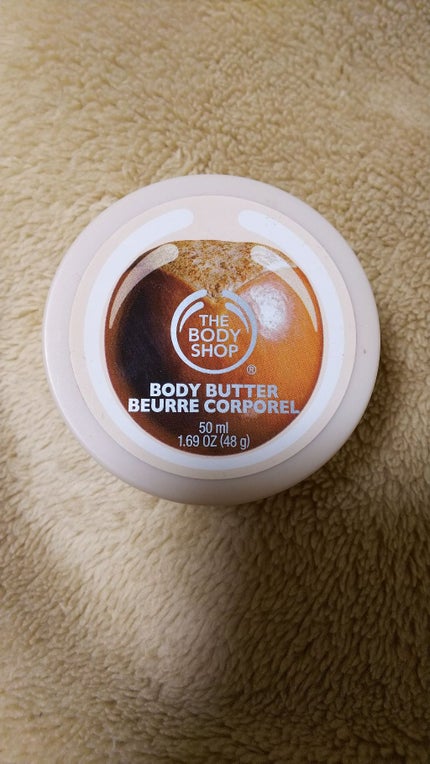 THE
BODY
SHOP
®
BODY BUTTER
BEURRE CORPOREL
50 ml
1.69 OZ (48 g)